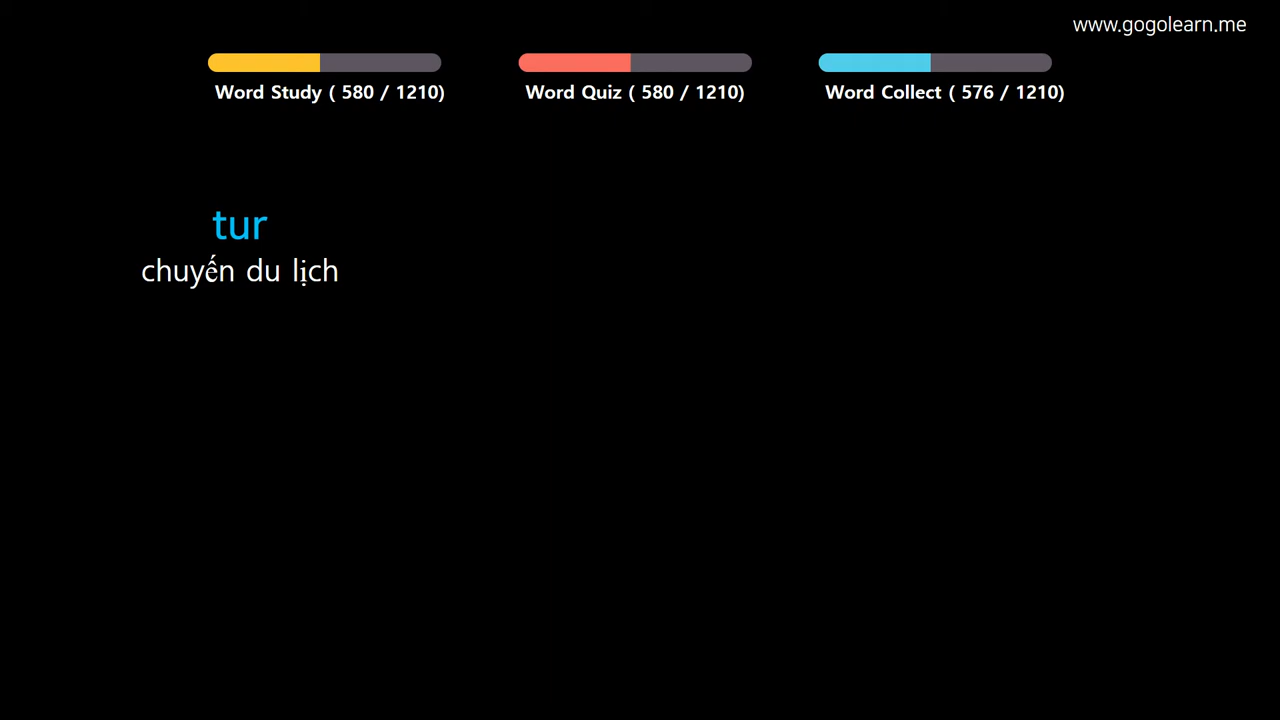 www.gogolearn.me
Word Study ( 580 / 1210)
Word Quiz ( 580 / 1210)
Word Collect ( 576 / 1210)
tur
chuyến du lịch